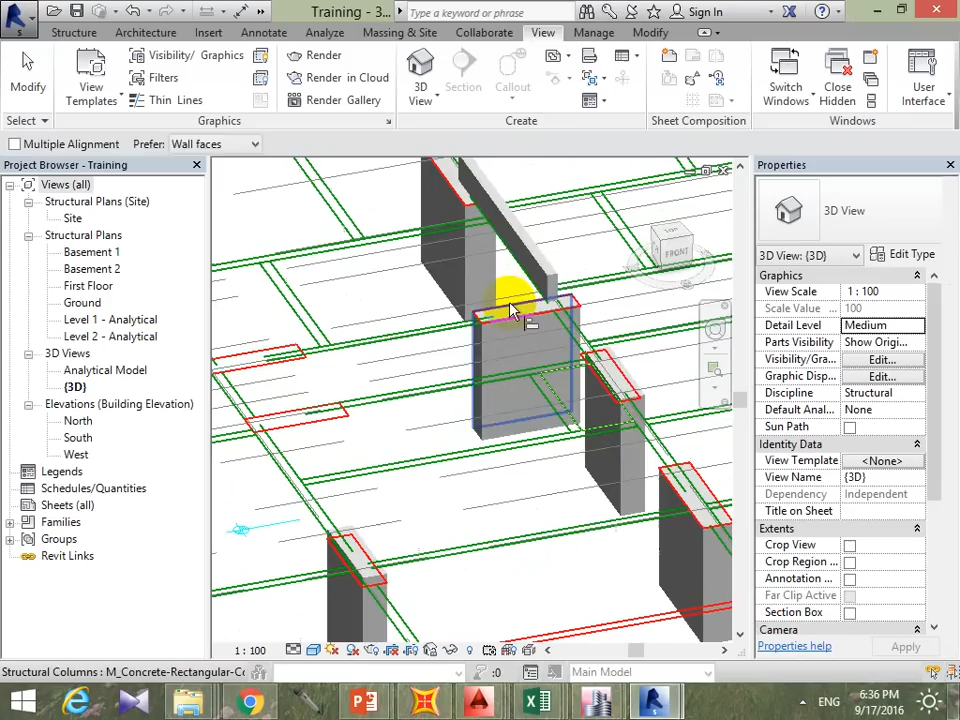 Training - 3...
Type a keyword or phrase
Sign In
Structure Architecture Insert Annotate Analyze Massing & Site Collaborate View Manage Modify
Modify
View Templates
Visibility/ Graphics
Filters
Thin Lines
Render
Render in Cloud
Render Gallery
3D View
Section
Callout
Switch Windows
Close Hidden
User Interface
Select
Graphics
Create
Sheet Composition
Windows
Multiple Alignment Prefer: Wall faces
Project Browser - Training
Views (all)
Structural Plans (Site)
Site
Structural Plans
Basement 1
Basement 2
First Floor
Ground
Level 1 - Analytical
Level 2 - Analytical
3D Views
Analytical Model
{3D}
Elevations (Building Elevation)
North
South
West
Legends
Schedules/Quantities
Sheets (all)
Families
Groups
Revit Links
TOP
FRONT
Properties
3D View
3D View: {3D} Edit Type
Graphics
View Scale 1 : 100
Scale Value 100
Detail Level Medium
Parts Visibility Show Origi...
Visibility/Gra... Edit...
Graphic Disp... Edit...
Discipline Structural
Default Anal... None
Sun Path
Identity Data
View Template <None>
View Name {3D}
Dependency Independent
Title on Sheet
Extents
Crop View
Crop Region ...
Annotation ...
Far Clip Active
Section Box
Camera
Properties help Apply
1 : 100
Structural Columns : M_Concrete-Rectangular-Co
:0
Main Model
ENG
6:36 PM
9/17/2016